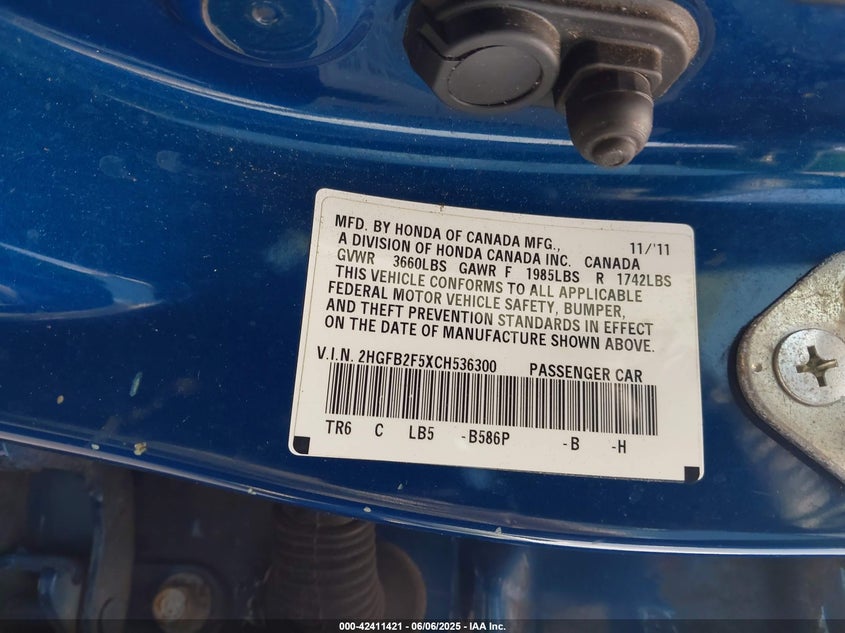 MFD. BY HONDA OF CANADA MFG., 11/'11
A DIVISION OF HONDA CANADA INC. CANADA
GVWR 3660LBS GAWR F 1985LBS R 1742LBS
THIS VEHICLE CONFORMS TO ALL APPLICABLE
FEDERAL MOTOR VEHICLE SAFETY, BUMPER,
AND THEFT PREVENTION STANDARDS IN EFFECT
ON THE DATE OF MANUFACTURE SHOWN ABOVE.
V.I.N. 2HGFB2F5XCH536300 PASSENGER CAR
TR6 C LB5 -B586P -B -H
000-42411421 - 06/06/2025 - IAA Inc.